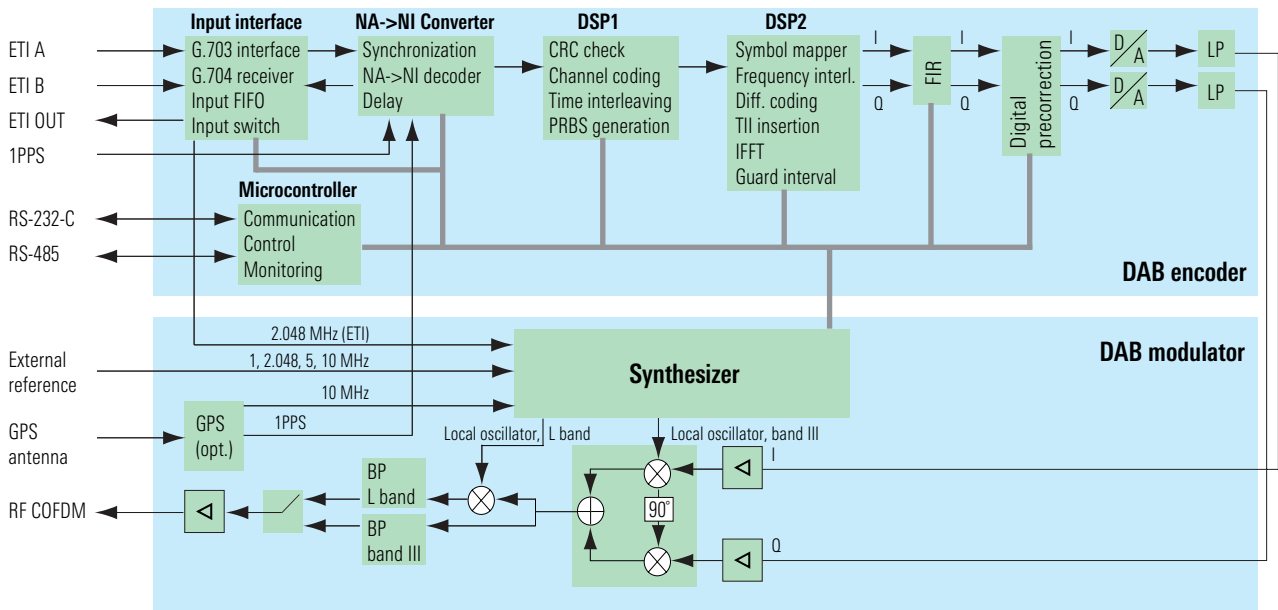 Input interface
NA->NI Converter
DSP1
DSP2
ETI A
ETI B
ETI OUT
1PPS
G.703 interface
G.704 receiver
Input FIFO
Input switch
Synchronization
NA->NI decoder
Delay
CRC check
Channel coding
Time interleaving
PRBS generation
Symbol mapper
Frequency interl.
Diff. coding
TII insertion
IFFT
Guard interval
I
Q
FIR
I
Q
Digital
precorrection
I
Q
D/A
D/A
LP
LP
Microcontroller
RS-232-C
RS-485
Communication
Control
Monitoring
DAB encoder
2.048 MHz (ETI)
External
reference
1, 2.048, 5, 10 MHz
Synthesizer
DAB modulator
10 MHz
1PPS
GPS
antenna
GPS
(opt.)
Local oscillator, L band
Local oscillator, band III
I
BP
L band
90°
RF COFDM
BP
band III
Q